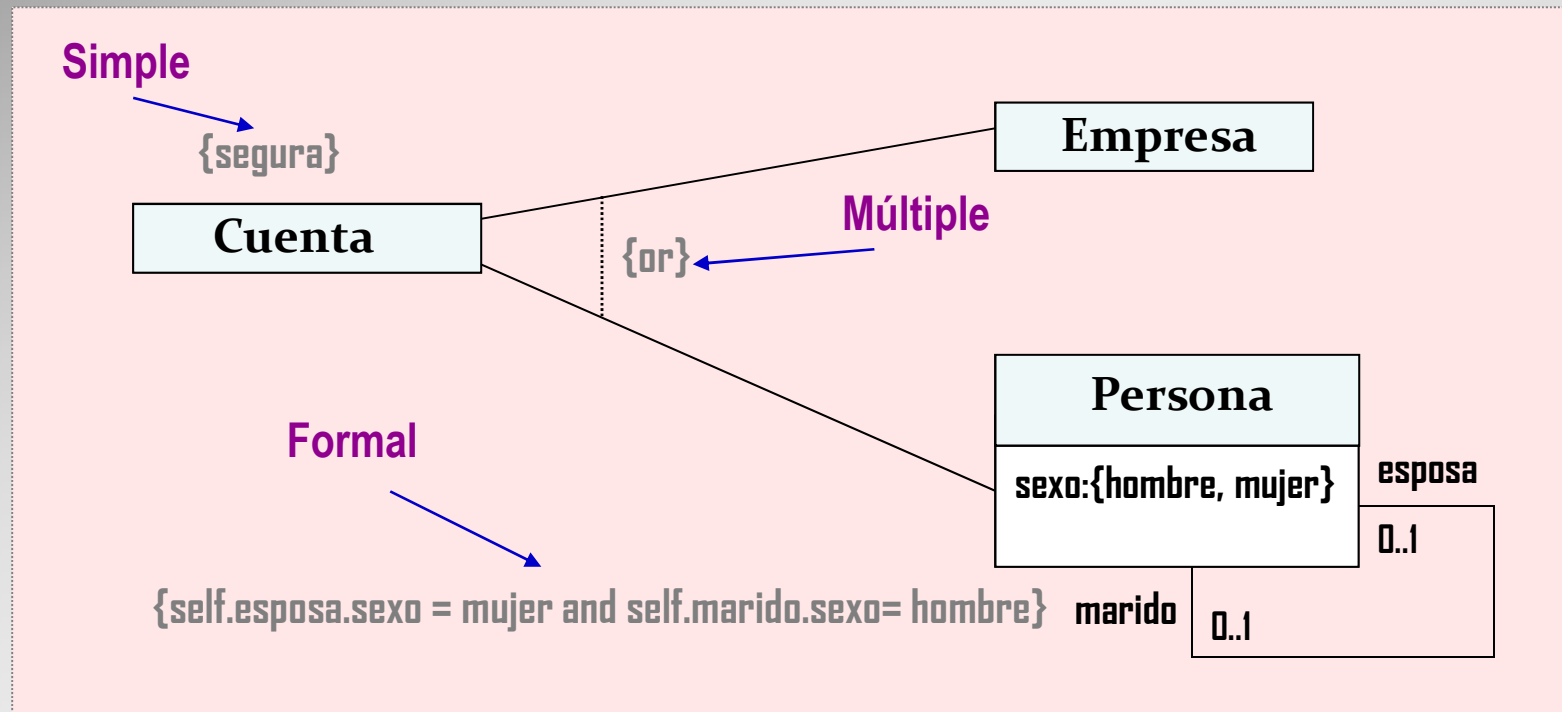 Simple
{segura}
Empresa
Cuenta
Múltiple
{or}
Persona
Formal
sexo:{hombre, mujer}
esposa
0..1
{self.esposa.sexo = mujer and self.marido.sexo= hombre}
marido
0..1